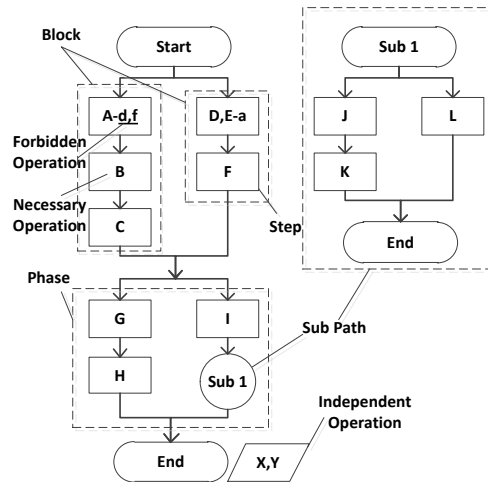 Block
Start
Sub 1
A-d,f
D,E-a
J
L
Forbidden
Operation
B
F
K
Necessary
Operation
C
Step
End
Phase
G
I
Sub Path
H
Sub 1
Independent
Operation
End
X,Y